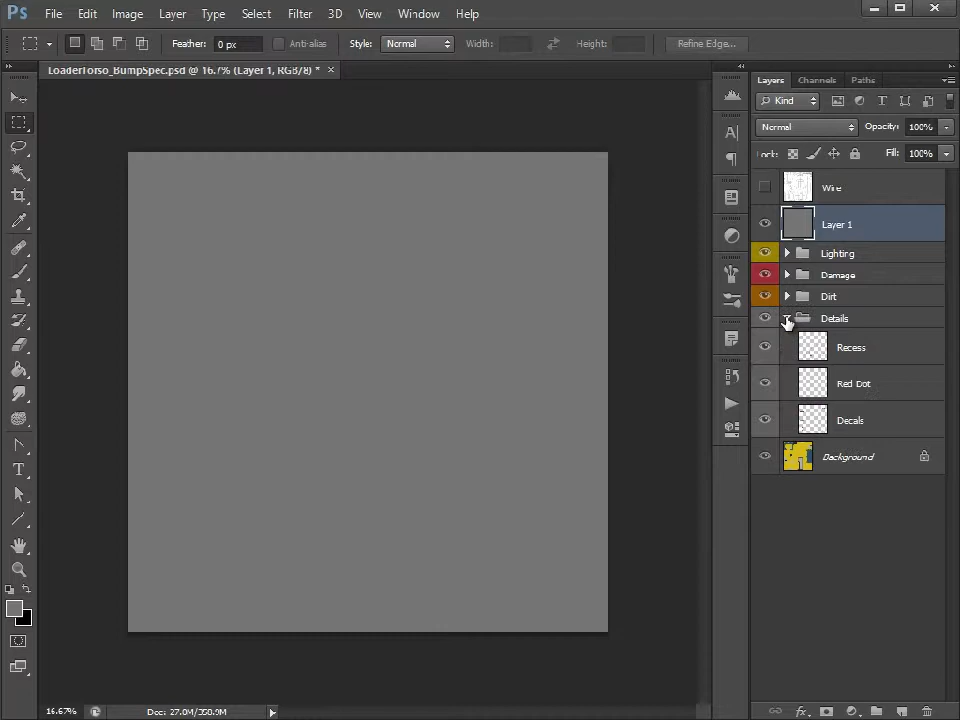 Ps File Edit Image Layer Type Select Filter 3D View Window Help
Feather: 0 px Anti-alias Style: Normal Width: Height: Refine Edge...
LoaderTorso_BumpSpec.psd @ 16.7% (Layer 1, RGB/8) * ×
Layers Channels Paths
Kind
Normal Opacity: 100%
Lock: Fill: 100%
Wire
Layer 1
Lighting
Damage
Dirt
Details
Recess
Red Dot
Decals
Background
16.67% Doc: 27.0M/358.9M